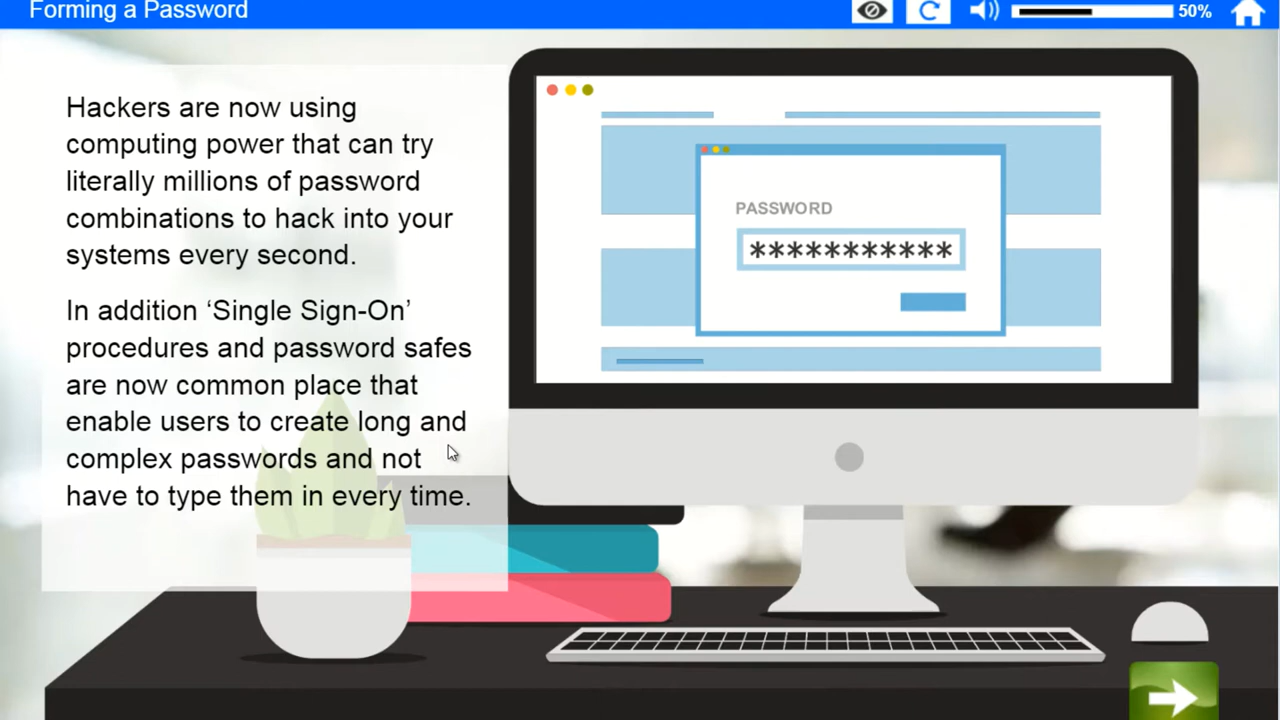 Forming a Password
50%
Hackers are now using
computing power that can try
literally millions of password
combinations to hack into your
systems every second.
In addition ‘Single Sign-On’
procedures and password safes
are now common place that
enable users to create long and
complex passwords and not
have to type them in every time.
PASSWORD
***********